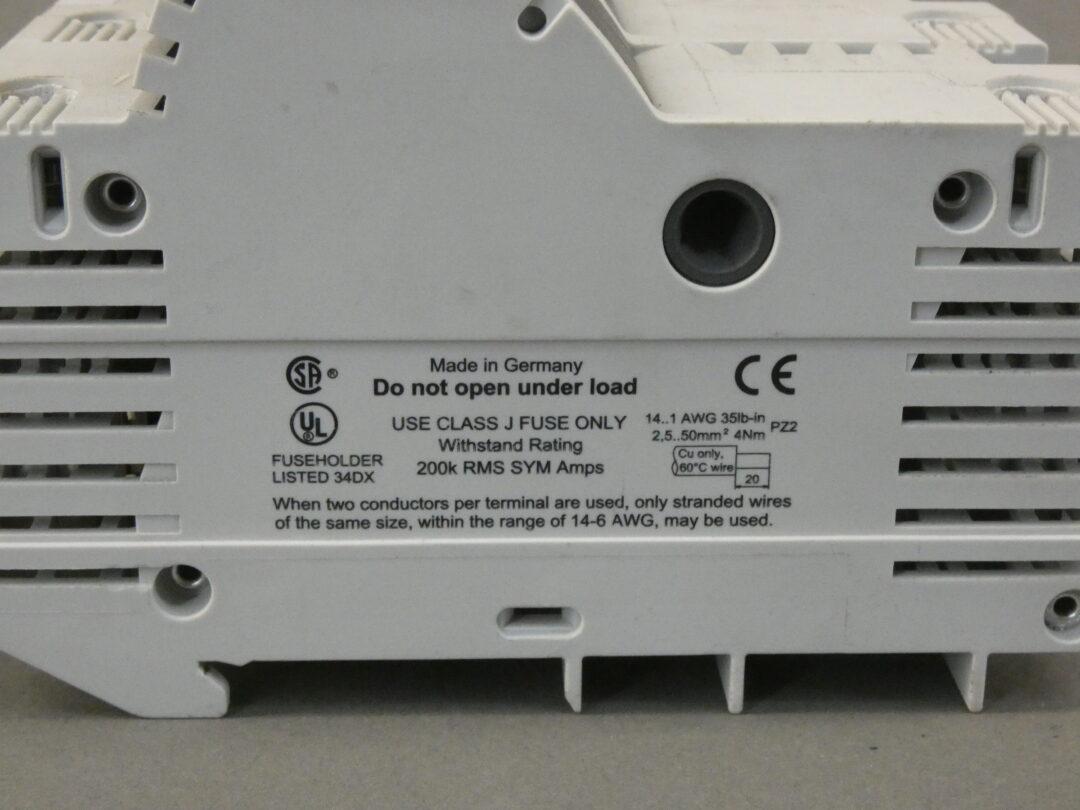 SA ®
Made in Germany
CE
Do not open under load
UL ®
USE CLASS J FUSE ONLY
14..1 AWG 35lb-in
2,5..50mm² 4Nm
PZ2
Withstand Rating
FUSEHOLDER
LISTED 34DX
200k RMS SYM Amps
Cu only,
60°C wire
20
When two conductors per terminal are used, only stranded wires
of the same size, within the range of 14-6 AWG, may be used.